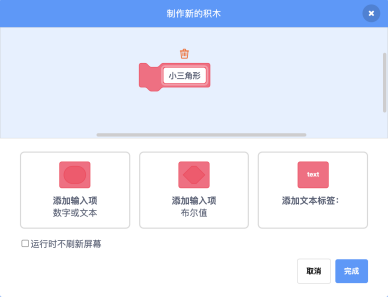 制作新的积木
小三角形
text
添加输入项
数字或文本
添加输入项
布尔值
添加文本标签:
运行时不刷新屏幕
取消
完成